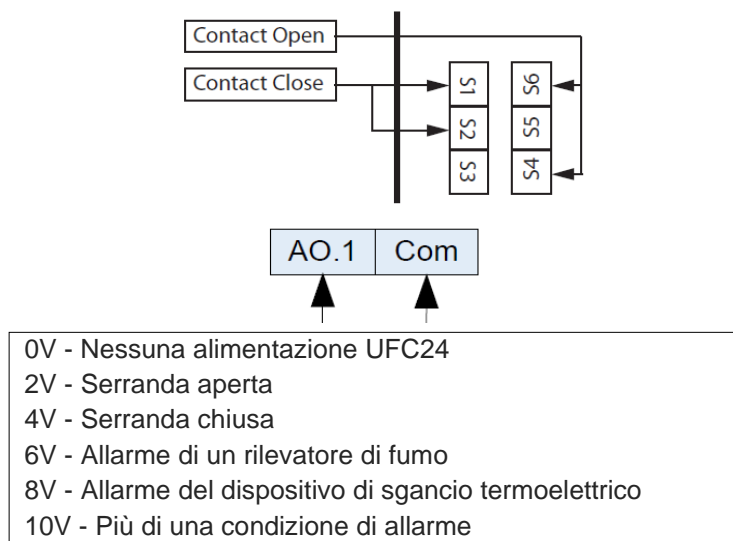 Contact Open
Contact Close
S1 S6
S2 S5
S3 S4
AO.1 Com
0V - Nessuna alimentazione UFC24
2V - Serranda aperta
4V - Serranda chiusa
6V - Allarme di un rilevatore di fumo
8V - Allarme del dispositivo di sgancio termoelettrico
10V - Più di una condizione di allarme